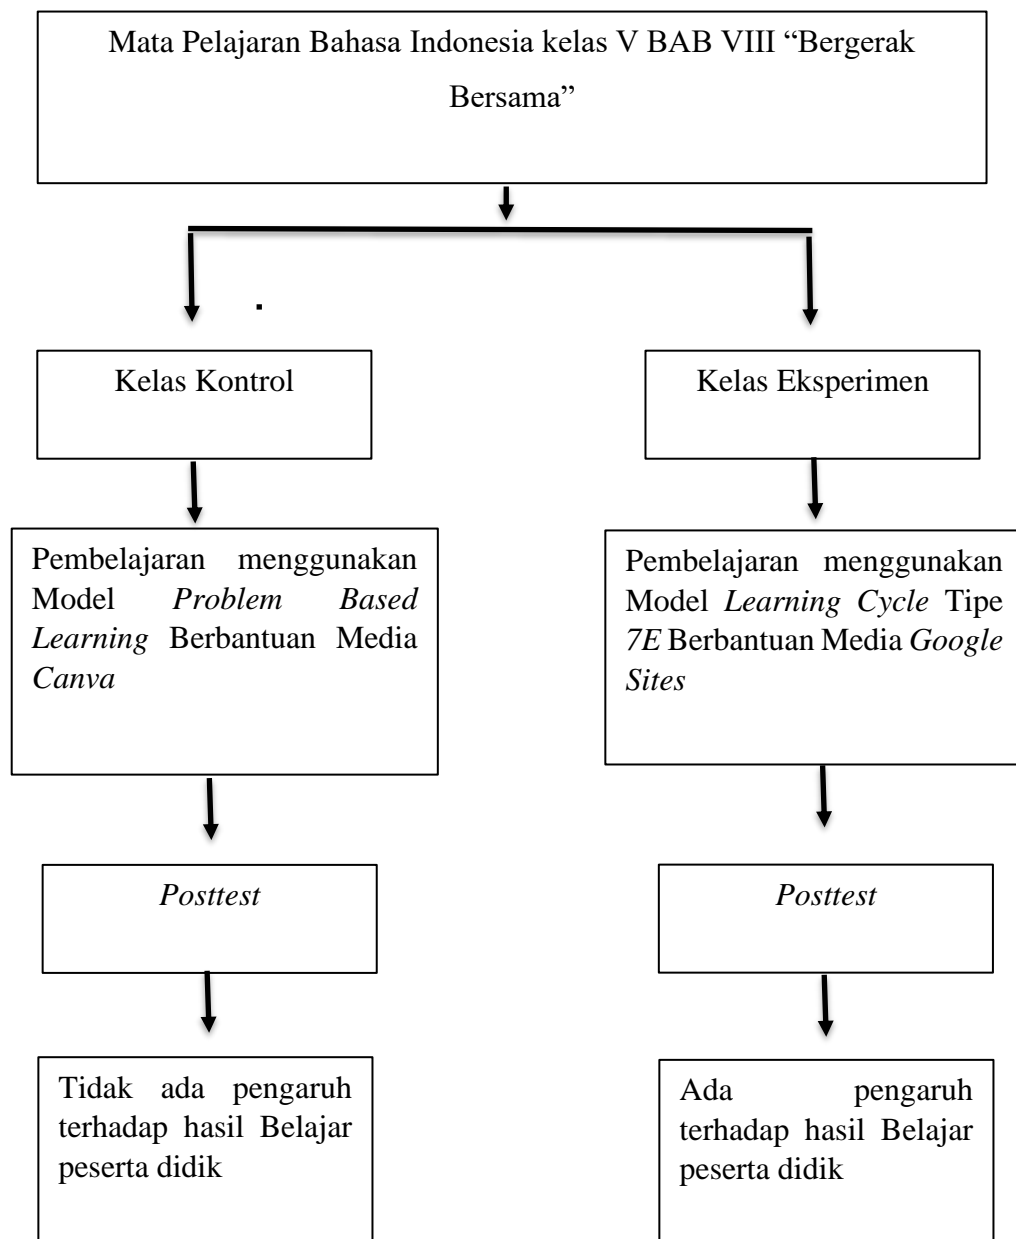 Mata Pelajaran Bahasa Indonesia kelas V BAB VIII “Bergerak
Bersama”
Kelas Kontrol
Kelas Eksperimen
Pembelajaran menggunakan
Model Problem Based
Learning Berbantuan Media
Canva
Pembelajaran menggunakan
Model Learning Cycle Tipe
7E Berbantuan Media Google
Sites
Posttest
Posttest
Tidak ada pengaruh
terhadap hasil Belajar
peserta didik
Ada pengaruh
terhadap hasil Belajar
peserta didik